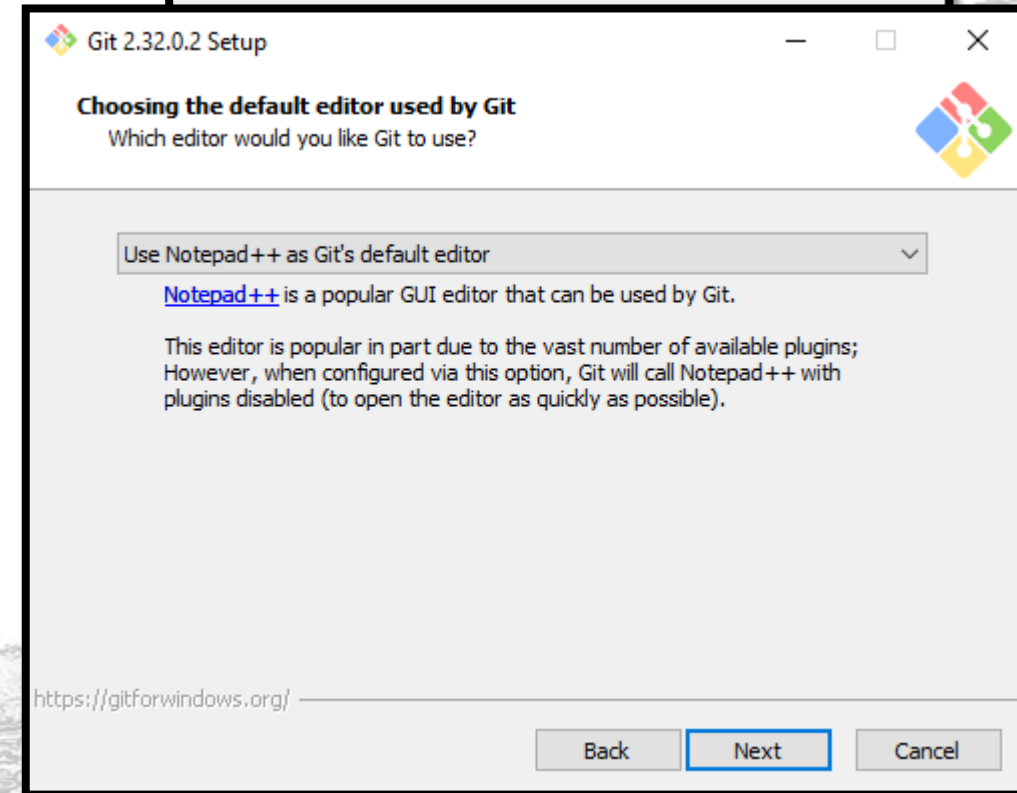 Git 2.32.0.2 Setup
Choosing the default editor used by Git
Which editor would you like Git to use?
Use Notepad++ as Git's default editor
Notepad++ is a popular GUI editor that can be used by Git.
This editor is popular in part due to the vast number of available plugins;
However, when configured via this option, Git will call Notepad++ with
plugins disabled (to open the editor as quickly as possible).
https://gitforwindows.org/
Back Next Cancel